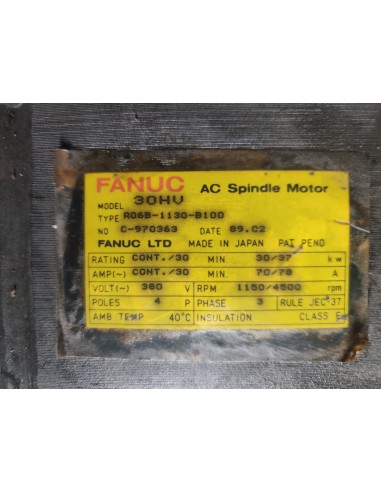 FANUC AC Spindle Motor
MODEL 30HV
TYPE A06B-1130-B100
NO C-970363 DATE 89.02
FANUC LTD MADE IN JAPAN PAT PEND
RATING CONT./30 MIN. 30/37 kw
AMP(~) CONT./30 MIN. 70/78 A
VOLT(~) 380 V RPM 1150/4500 rpm
POLES 4 P PHASE 3 RULE JEC 37
AMB TEMP 40°C INSULATION CLASS F